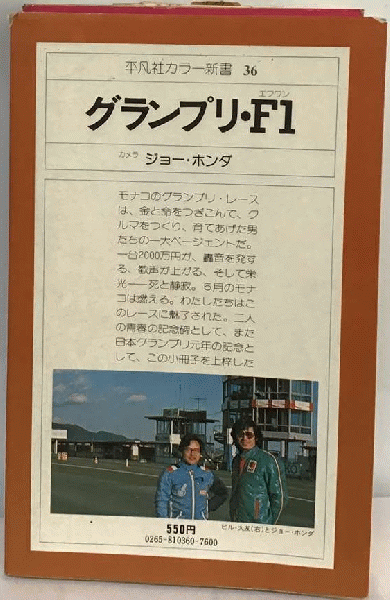 平凡社カラー新書 36
エフワン
グランプリ・F1
カメラ ジョー・ホンダ
モナコのグランプリ・レース
は、金と命をつぎこんで、ク
ルマをつくり、育てあげた男
たちの一大ページェントだ。
一台2000万円が、轟音を発す
る、歓声が上がる、そして栄
光──死と静寂。5月のモナ
コは燃える。わたしたちはこ
のレースに魅了された。二人
の青春の記念碑として、また
日本グランプリ元年の記念と
して、この小冊子を上梓した
550円
0265-810360-7600
ビル・大友(右)とジョー・ホンダ